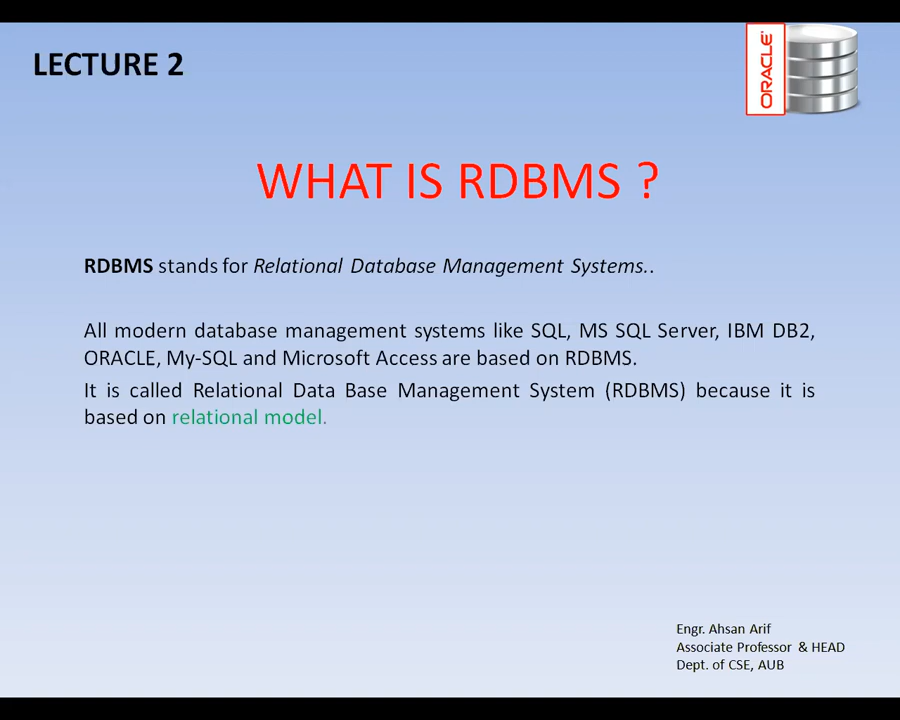 LECTURE 2
ORACLE
WHAT IS RDBMS ?
RDBMS stands for Relational Database Management Systems..
All modern database management systems like SQL, MS SQL Server, IBM DB2,
ORACLE, My-SQL and Microsoft Access are based on RDBMS.
It is called Relational Data Base Management System (RDBMS) because it is
based on relational model.
Engr. Ahsan Arif
Associate Professor & HEAD
Dept. of CSE, AUB